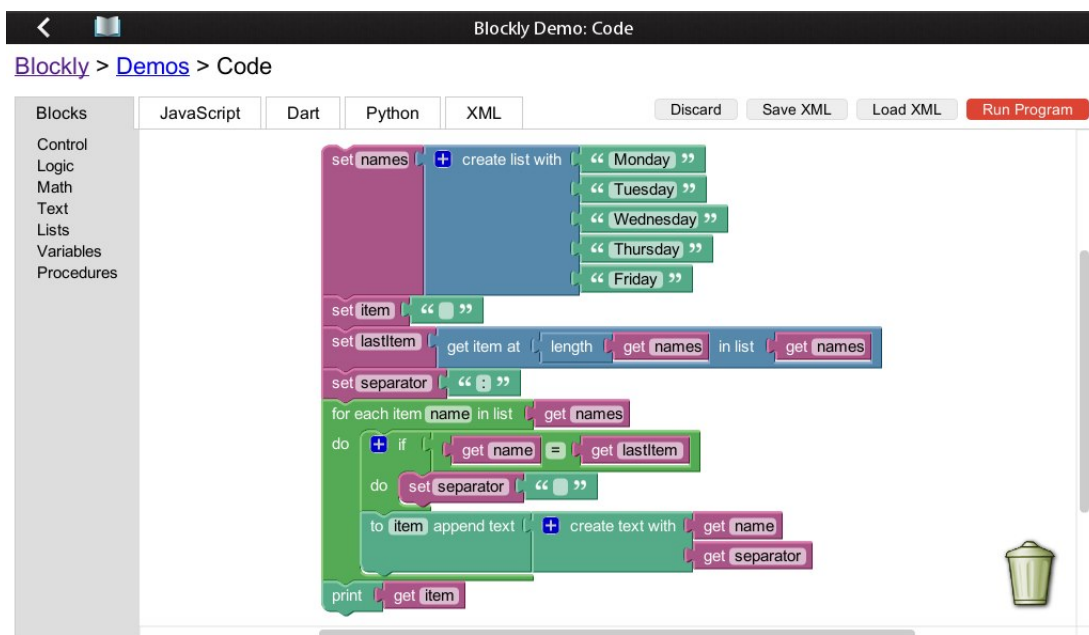 Blockly Demo: Code
Blockly > Demos > Code
Blocks JavaScript Dart Python XML Discard Save XML Load XML Run Program
Control
Logic
Math
Text
Lists
Variables
Procedures
set names create list with “ Monday ”
“ Tuesday ”
“ Wednesday ”
“ Thursday ”
“ Friday ”
set item “ ”
set lastItem get item at length get names in list get names
set separator “ : ”
for each item name in list get names
do if get name = get lastItem
do set separator “ ”
to item append text create text with get name
get separator
print get item